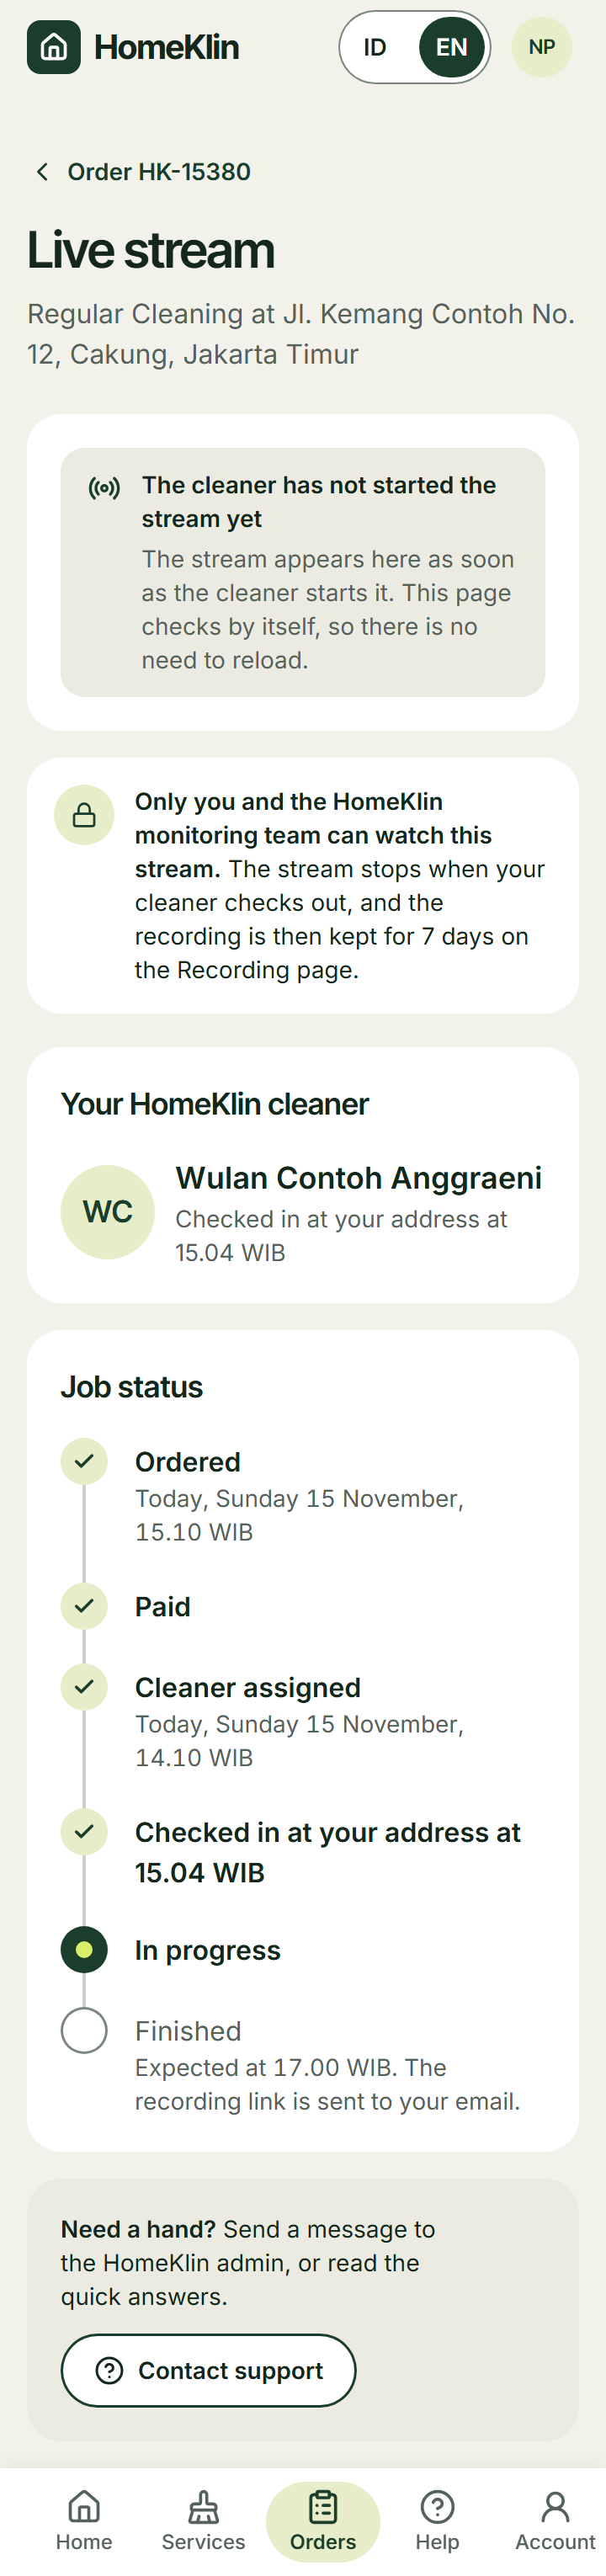 HomeKlin
ID
EN
NP
Order HK-15380
Live stream
Regular Cleaning at Jl. Kemang Contoh No.
12, Cakung, Jakarta Timur
The cleaner has not started the
stream yet
The stream appears here as soon
as the cleaner starts it. This page
checks by itself, so there is no
need to reload.
Only you and the HomeKlin
monitoring team can watch this
stream. The stream stops when your
cleaner checks out, and the
recording is then kept for 7 days on
the Recording page.
Your HomeKlin cleaner
WC
Wulan Contoh Anggraeni
Checked in at your address at
15.04 WIB
Job status
Ordered
Today, Sunday 15 November,
15.10 WIB
Paid
Cleaner assigned
Today, Sunday 15 November,
14.10 WIB
Checked in at your address at
15.04 WIB
In progress
Finished
Expected at 17.00 WIB. The
recording link is sent to your email.
Need a hand? Send a message to
the HomeKlin admin, or read the
quick answers.
Contact support
Home
Services
Orders
Help
Account